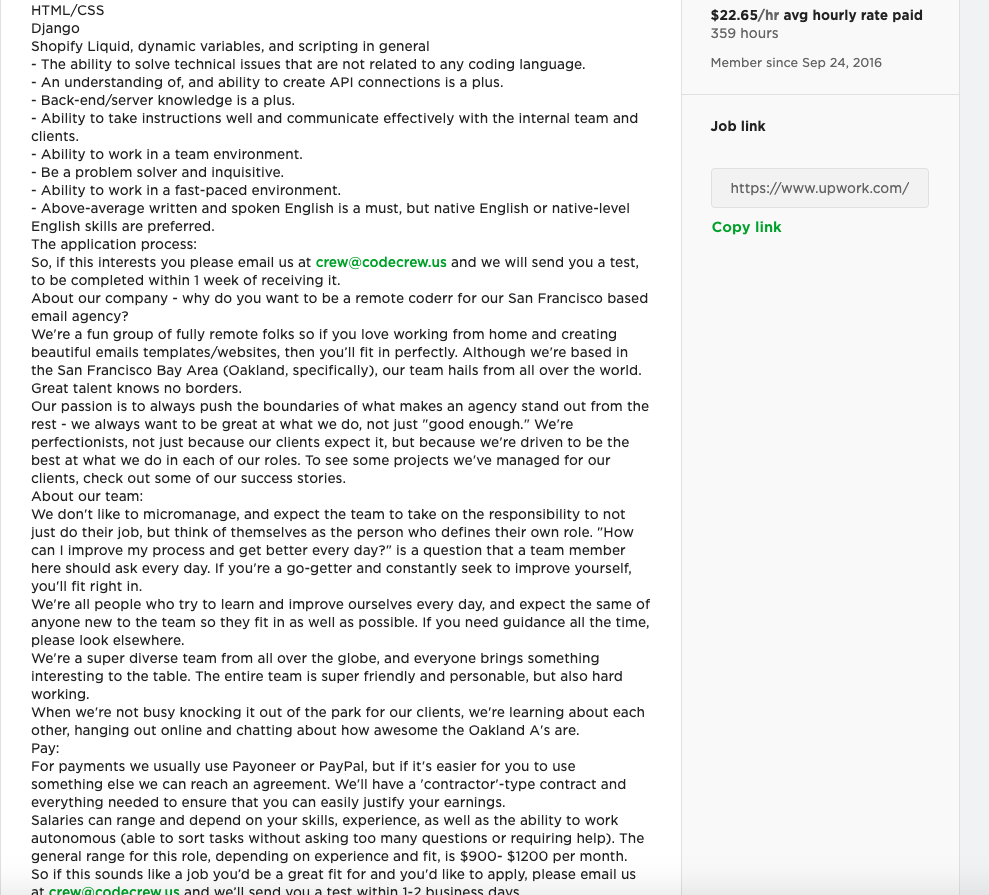 HTML/CSS
Django
Shopify Liquid, dynamic variables, and scripting in general
- The ability to solve technical issues that are not related to any coding language.
- An understanding of, and ability to create API connections is a plus.
- Back-end/server knowledge is a plus.
- Ability to take instructions well and communicate effectively with the internal team and
clients.
- Ability to work in a team environment.
- Be a problem solver and inquisitive.
- Ability to work in a fast-paced environment.
- Above-average written and spoken English is a must, but native English or native-level
English skills are preferred.
The application process:
So, if this interests you please email us at crew@codecrew.us and we will send you a test,
to be completed within 1 week of receiving it.
About our company - why do you want to be a remote coderr for our San Francisco based
email agency?
We're a fun group of fully remote folks so if you love working from home and creating
beautiful emails templates/websites, then you'll fit in perfectly. Although we're based in
the San Francisco Bay Area (Oakland, specifically), our team hails from all over the world.
Great talent knows no borders.
Our passion is to always push the boundaries of what makes an agency stand out from the
rest - we always want to be great at what we do, not just "good enough." We're
perfectionists, not just because our clients expect it, but because we're driven to be the
best at what we do in each of our roles. To see some projects we've managed for our
clients, check out some of our success stories.
About our team:
We don't like to micromanage, and expect the team to take on the responsibility to not
just do their job, but think of themselves as the person who defines their own role. "How
can I improve my process and get better every day?" is a question that a team member
here should ask every day. If you're a go-getter and constantly seek to improve yourself,
you'll fit right in.
We're all people who try to learn and improve ourselves every day, and expect the same of
anyone new to the team so they fit in as well as possible. If you need guidance all the time,
please look elsewhere.
We're a super diverse team from all over the globe, and everyone brings something
interesting to the table. The entire team is super friendly and personable, but also hard
working.
When we're not busy knocking it out of the park for our clients, we're learning about each
other, hanging out online and chatting about how awesome the Oakland A's are.
Pay:
For payments we usually use Payoneer or PayPal, but if it's easier for you to use
something else we can reach an agreement. We'll have a 'contractor'-type contract and
everything needed to ensure that you can easily justify your earnings.
Salaries can range and depend on your skills, experience, as well as the ability to work
autonomous (able to sort tasks without asking too many questions or requiring help). The
general range for this role, depending on experience and fit, is $900- $1200 per month.
So if this sounds like a job you'd be a great fit for and you'd like to apply, please email us
at crew@codecrew.us and we'll send you a test within 1-2 business days.
$22.65/hr avg hourly rate paid
359 hours
Member since Sep 24, 2016
Job link
https://www.upwork.com/
Copy link